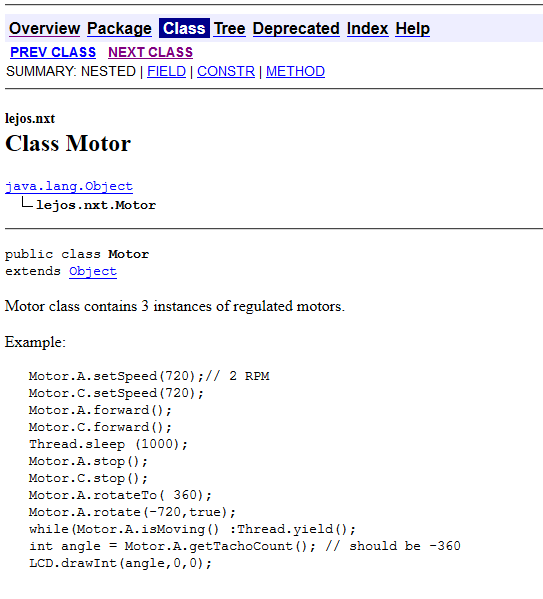 Overview Package Class Tree Deprecated Index Help
PREV CLASS NEXT CLASS
SUMMARY: NESTED | FIELD | CONSTR | METHOD
lejos.nxt
Class Motor
java.lang.Object
lejos.nxt.Motor
public class Motor
extends Object
Motor class contains 3 instances of regulated motors.
Example:
Motor.A.setSpeed(720);// 2 RPM
Motor.C.setSpeed(720);
Motor.A.forward();
Motor.C.forward();
Thread.sleep (1000);
Motor.A.stop();
Motor.C.stop();
Motor.A.rotateTo( 360);
Motor.A.rotate(-720,true);
while(Motor.A.isMoving() :Thread.yield();
int angle = Motor.A.getTachoCount(); // should be -360
LCD.drawInt(angle,0,0);